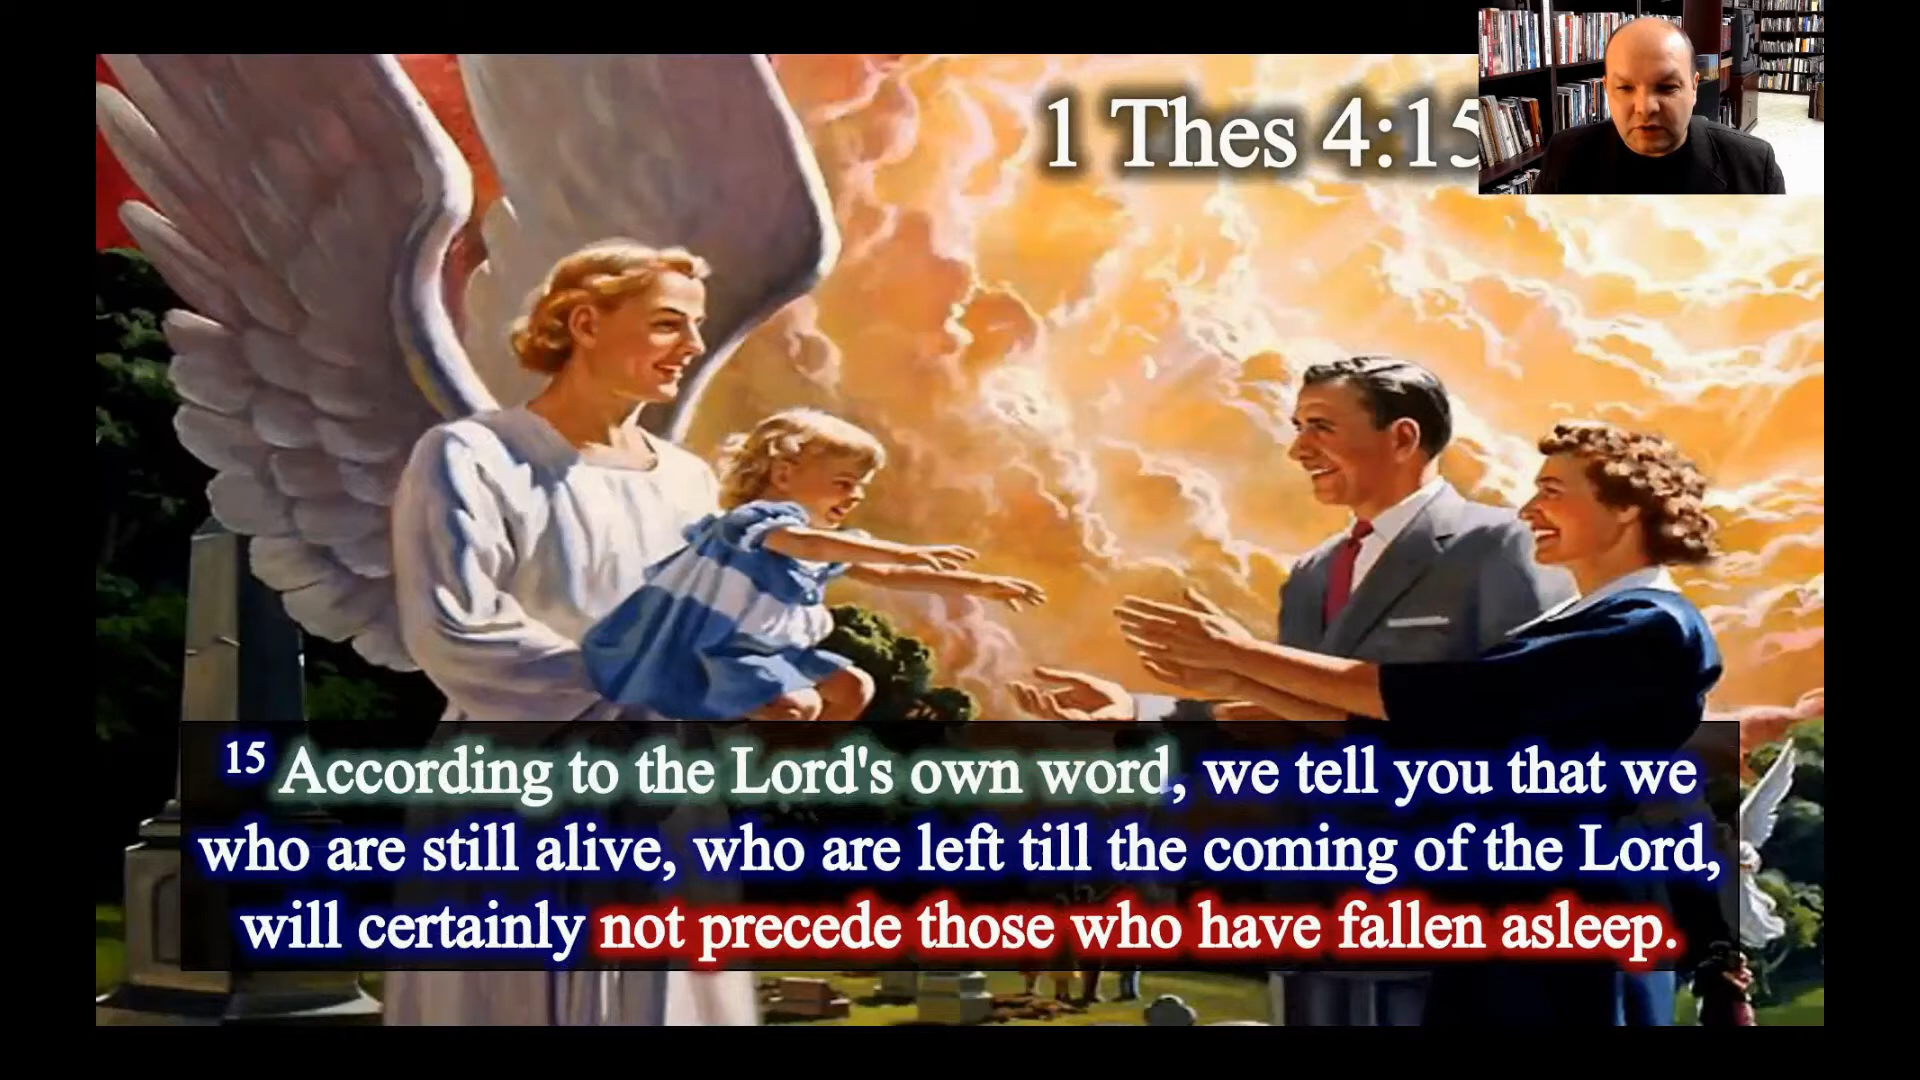 1 Thes 4:15
15 According to the Lord's own word, we tell you that we
who are still alive, who are left till the coming of the Lord,
will certainly not precede those who have fallen asleep.